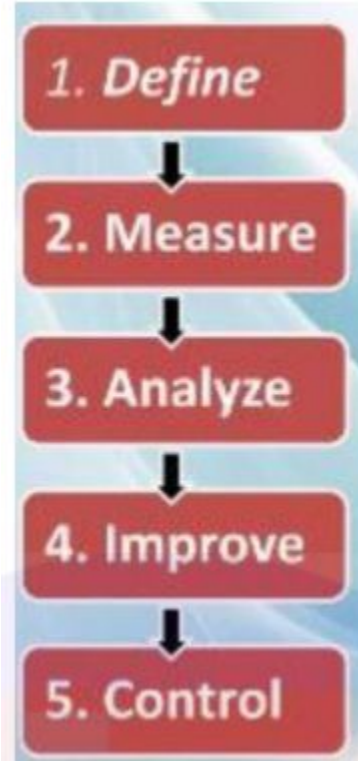 1. Define
2. Measure
3. Analyze
4. Improve
5. Control